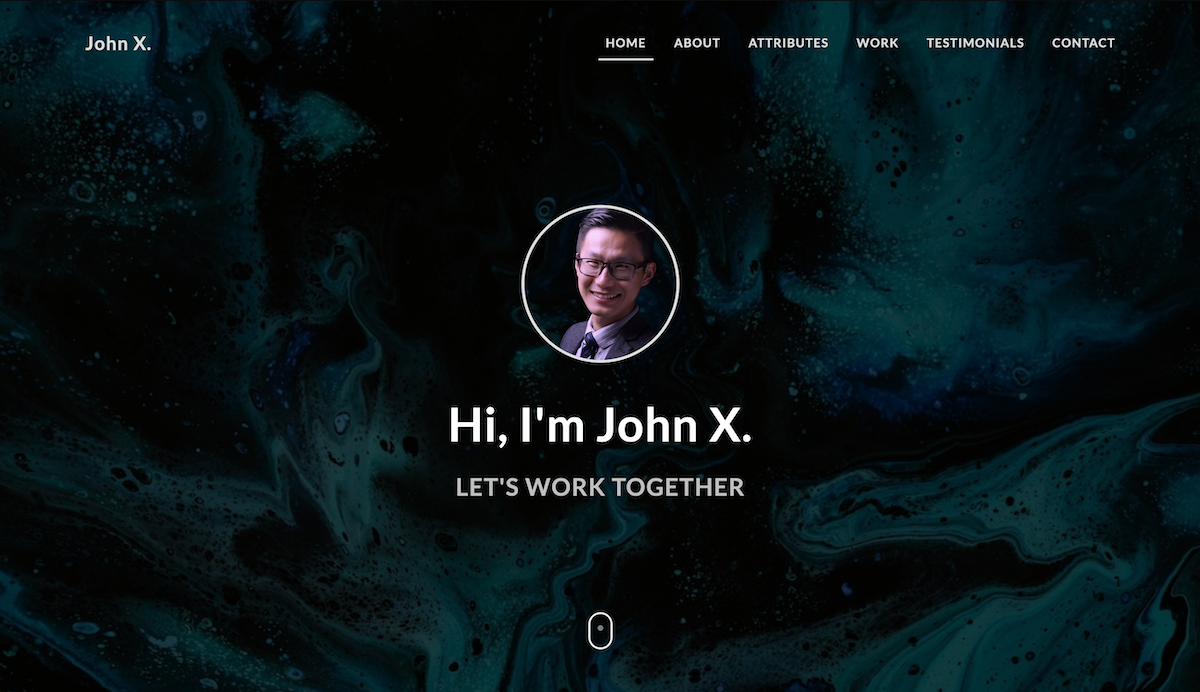 John X.
HOME ABOUT ATTRIBUTES WORK TESTIMONIALS CONTACT
Hi, I'm John X.
LET'S WORK TOGETHER